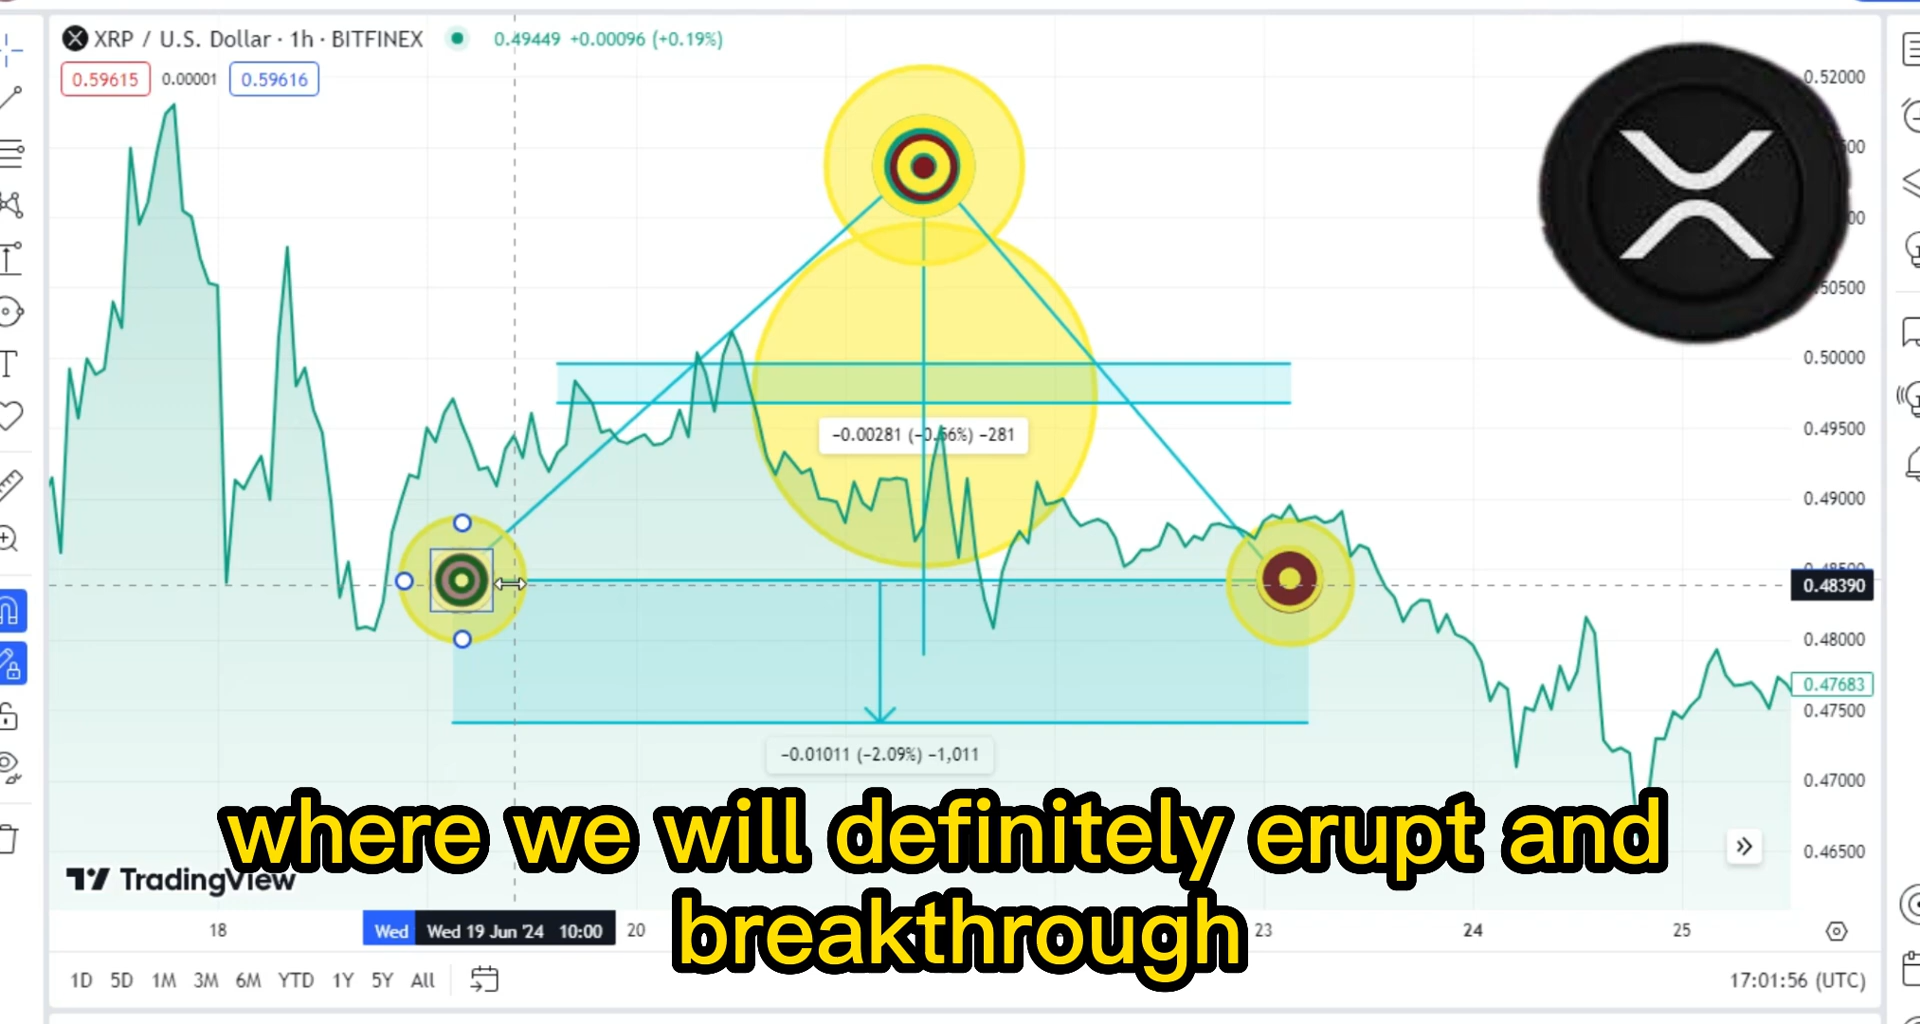 XRP / U.S. Dollar · 1h · BITFINEX 0.49449 +0.00096 (+0.19%)
0.59615 0.00001 0.59616
0.52000
0.50500
0.50000
−0.00281 (−0.56%) −281
0.49500
0.49000
0.48390
0.48000
0.47683
0.47500
−0.01011 (−2.09%) −1,011
0.47000
where we will definitely erupt and
breakthrough
0.46500
TradingView
18 Wed Wed 19 Jun '24 10:00 20 23 24 25
1D 5D 1M 3M 6M YTD 1Y 5Y All 17:01:56 (UTC)